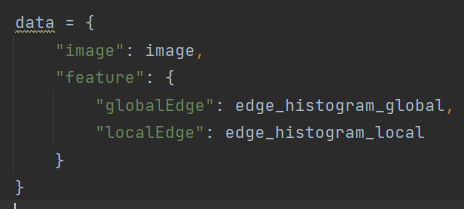 data = {
    "image": image,
    "feature": {
        "globalEdge": edge_histogram_global,
        "localEdge": edge_histogram_local
    }
}